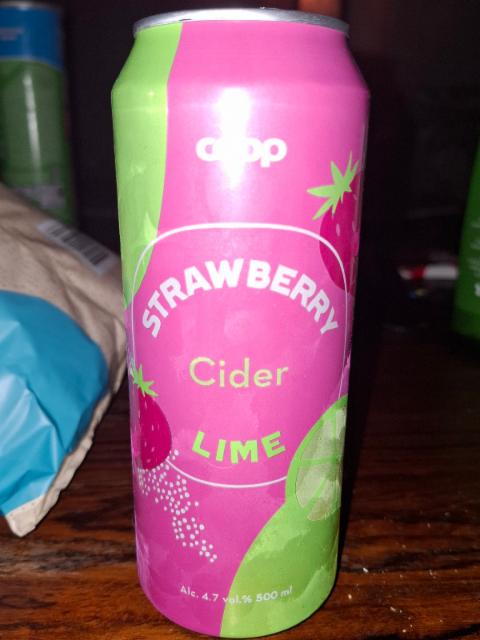 coop
STRAWBERRY
Cider
LIME
Alc. 4.7 vol.% 500 ml